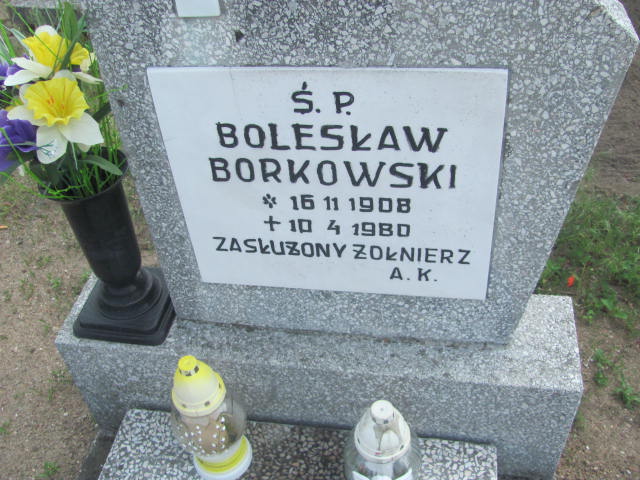 Ś. P.
BOLESŁAW
BORKOWSKI
* 16 11 1908
+ 10 4 1980
ZASŁUŻONY ŻOŁNIERZ
A. K.